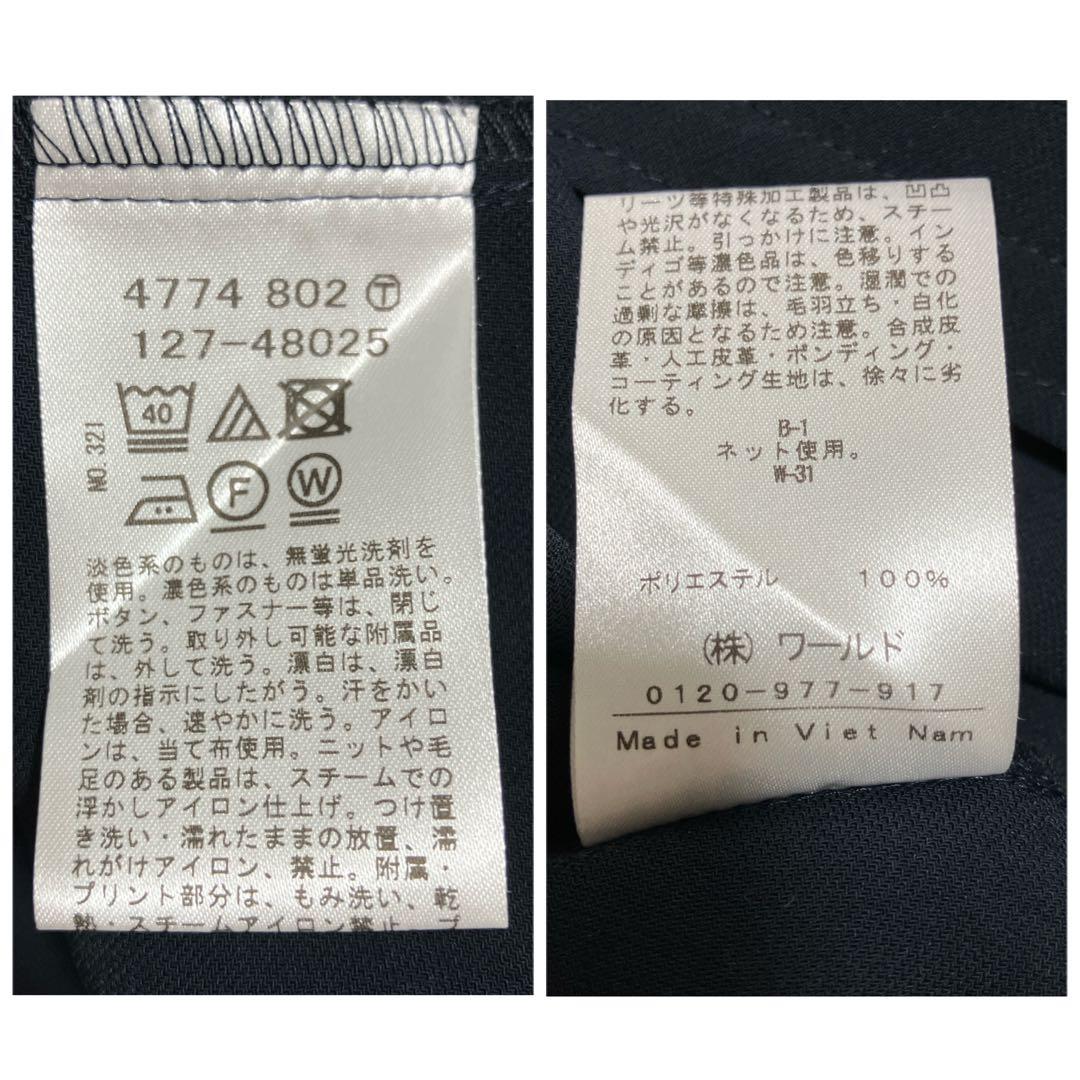 4774 802 Ⓣ
127-48025
NO 321
40
F
W
淡色系のものは、無蛍光洗剤を
使用。濃色系のものは単品洗い。
ボタン、ファスナー等は、閉じ
て洗う。取り外し可能な附属品
は、外して洗う。漂白は、漂白
剤の指示にしたがう。汗をかい
た場合、速やかに洗う。アイロ
ンは、当て布使用。ニットや毛
足のある製品は、スチームでの
浮かしアイロン仕上げ。つけ置
き洗い・濡れたままの放置、濡
れがけアイロン、禁止。附属・
プリント部分は、もみ洗い、乾
熱・スチームアイロン禁止。プ
リーツ等特殊加工製品は、凹凸
や光沢がなくなるため、スチー
ム禁止。引っかけに注意。イン
ディゴ等濃色品は、色移りする
ことがあるので注意。湿潤での
過剰な摩擦は、毛羽立ち・白化
の原因となるため注意。合成皮
革・人工皮革・ボンディング・
コーティング生地は、徐々に劣
化する。
B-1
ネット使用。
W-31
ポリエステル 100%
(株) ワールド
0120-977-917
Made in Viet Nam